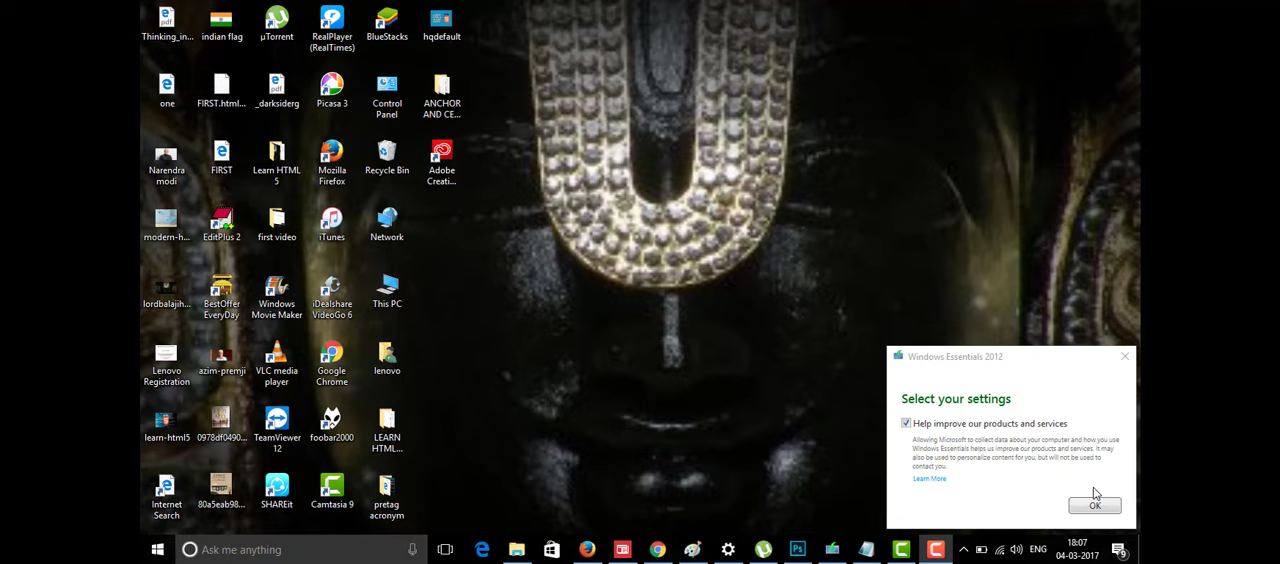 Thinking_in...
indian flag
µTorrent
RealPlayer
(RealTimes)
BlueStacks
hqdefault
one
FIRST.html...
_darksiderg
Picasa 3
Control
Panel
ANCHOR
AND CE...
Narendra
modi
FIRST
Learn HTML
5
Mozilla
Firefox
Recycle Bin
Adobe
Creati...
modern-h...
EditPlus 2
first video
iTunes
Network
lordbalajih...
BestOffer
EveryDay
Windows
Movie Maker
iDealshare
VideoGo 6
This PC
Lenovo
Registration
azim-premji
VLC media
player
Google
Chrome
lenovo
learn-html5
0978df0490...
TeamViewer
12
foobar2000
LEARN
HTML...
Internet
Search
80a5eab98...
SHAREit
Camtasia 9
pretag
acronym
Windows Essentials 2012
Select your settings
Help improve our products and services
Allowing Microsoft to collect data about your computer and how you use
Windows Essentials helps us improve our products and services. It may
also be used to personalize content for you, but will not be used to
contact you.
Learn More
OK
Ask me anything
Ps
ENG
18:07
04-03-2017
9